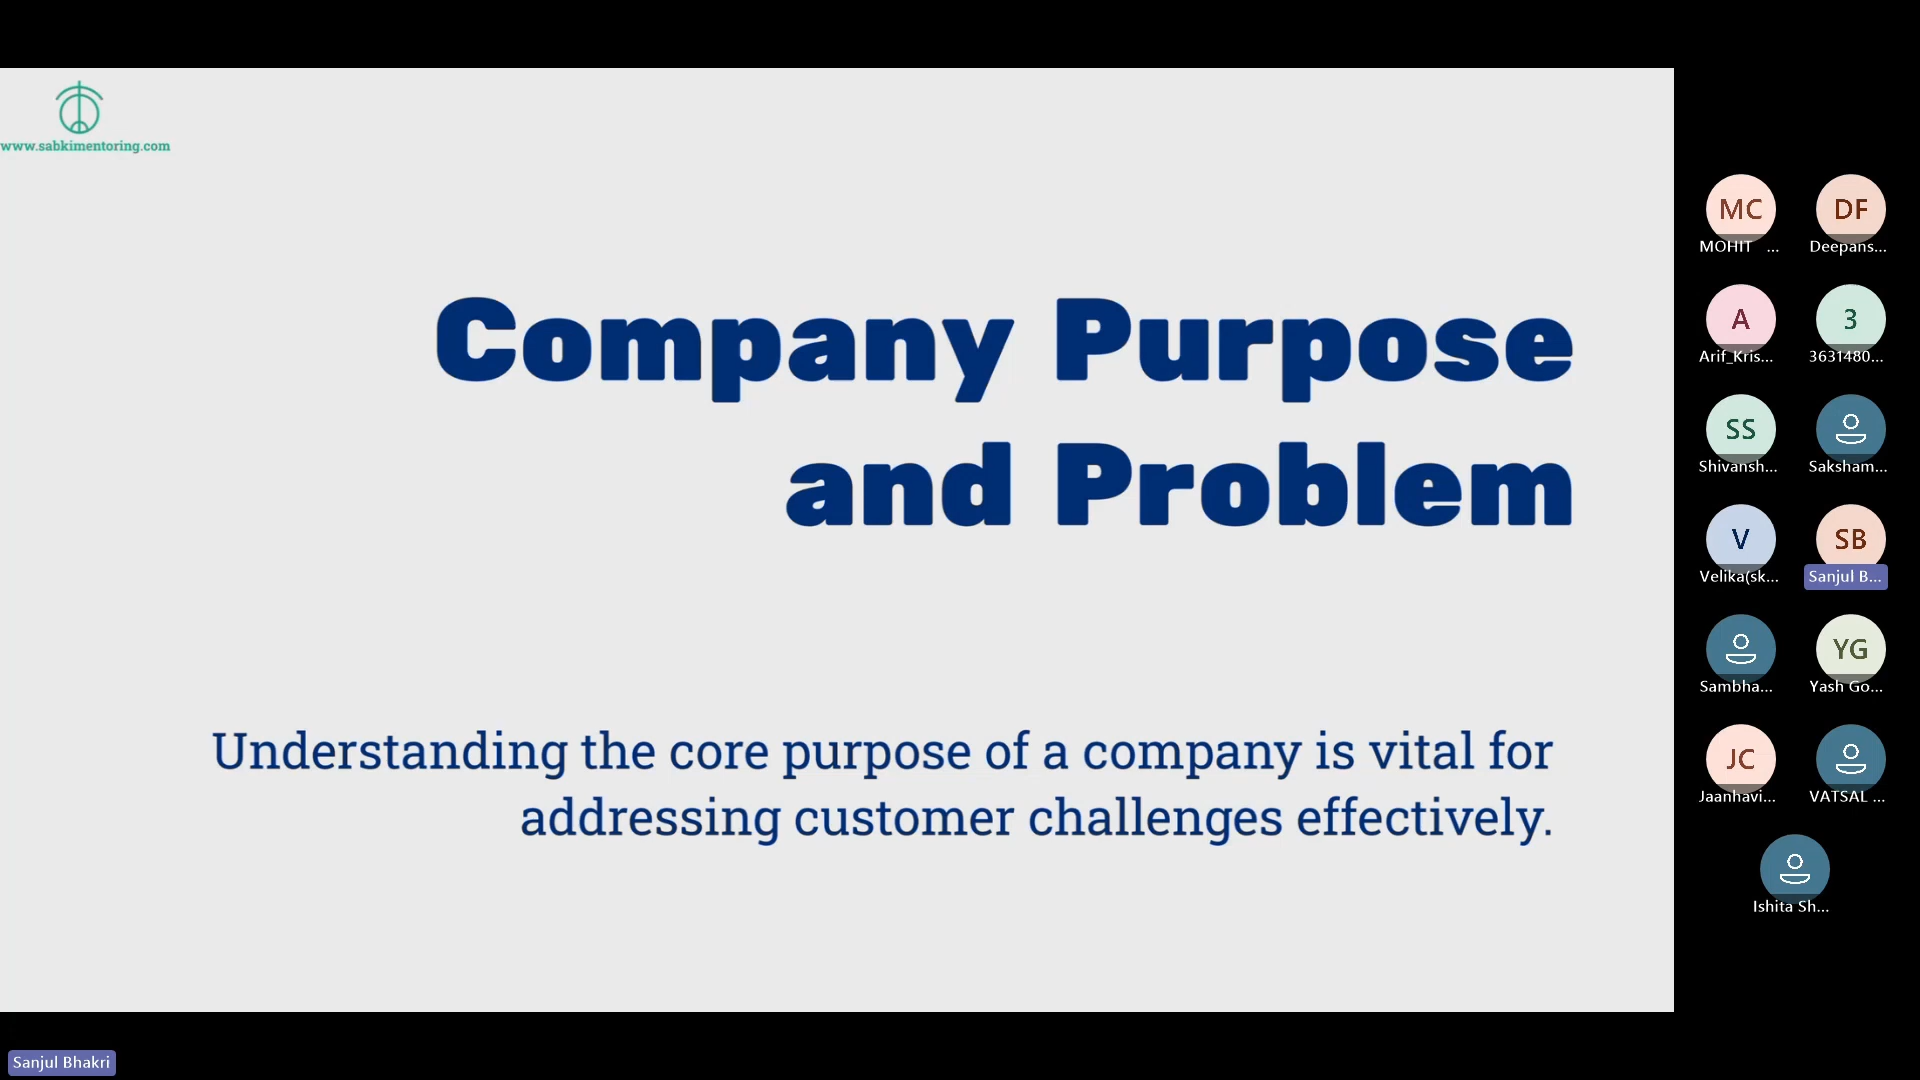 www.sabkimentoring.com
Company Purpose
and Problem
Understanding the core purpose of a company is vital for
addressing customer challenges effectively.
MC
MOHIT ...
DF
Deepans...
A
Arif_Kris...
3
3631480...
SS
Shivansh...
Saksham...
V
Velika(sk...
SB
Sanjul B...
Sambha...
YG
Yash Go...
JC
Jaanhavi...
VATSAL ...
Ishita Sh...
Sanjul Bhakri